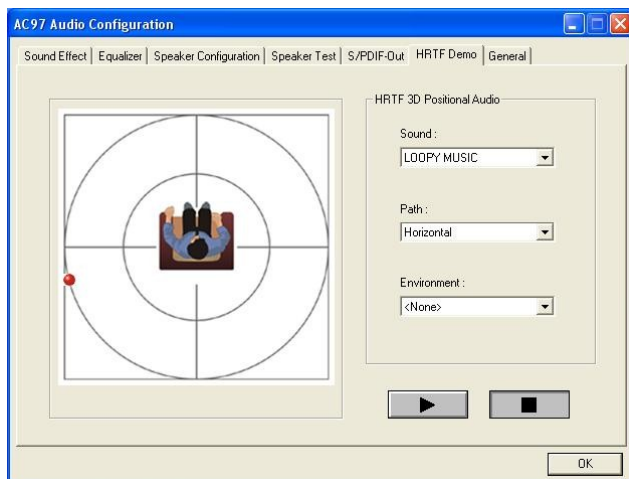 AC97 Audio Configuration
Sound Effect Equalizer Speaker Configuration Speaker Test S/PDIF-Out HRTF Demo General
HRTF 3D Positional Audio
Sound :
LOOPY MUSIC
Path :
Horizontal
Environment :
<None>
OK